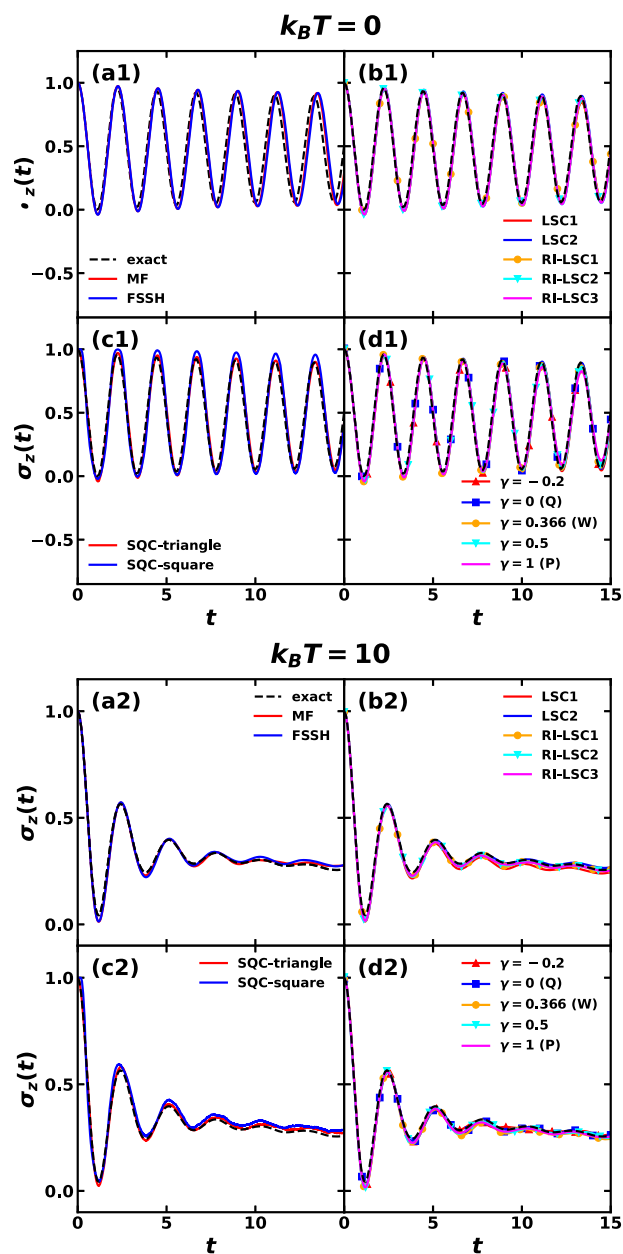 k_BT = 0
(a1)
(b1)
1.0
0.5
0.0
−0.5
•_z(t)
exact
MF
FSSH
LSC1
LSC2
RI-LSC1
RI-LSC2
RI-LSC3
(c1)
(d1)
1.0
0.5
0.0
−0.5
σ_z(t)
SQC-triangle
SQC-square
γ = −0.2
γ = 0 (Q)
γ = 0.366 (W)
γ = 0.5
γ = 1 (P)
0 5 10 0 5 10 15
t t
k_BT = 10
(a2)
(b2)
1.0
0.5
0.0
σ_z(t)
exact
MF
FSSH
LSC1
LSC2
RI-LSC1
RI-LSC2
RI-LSC3
(c2)
(d2)
1.0
0.5
0.0
σ_z(t)
SQC-triangle
SQC-square
γ = −0.2
γ = 0 (Q)
γ = 0.366 (W)
γ = 0.5
γ = 1 (P)
0 5 10 0 5 10 15
t t